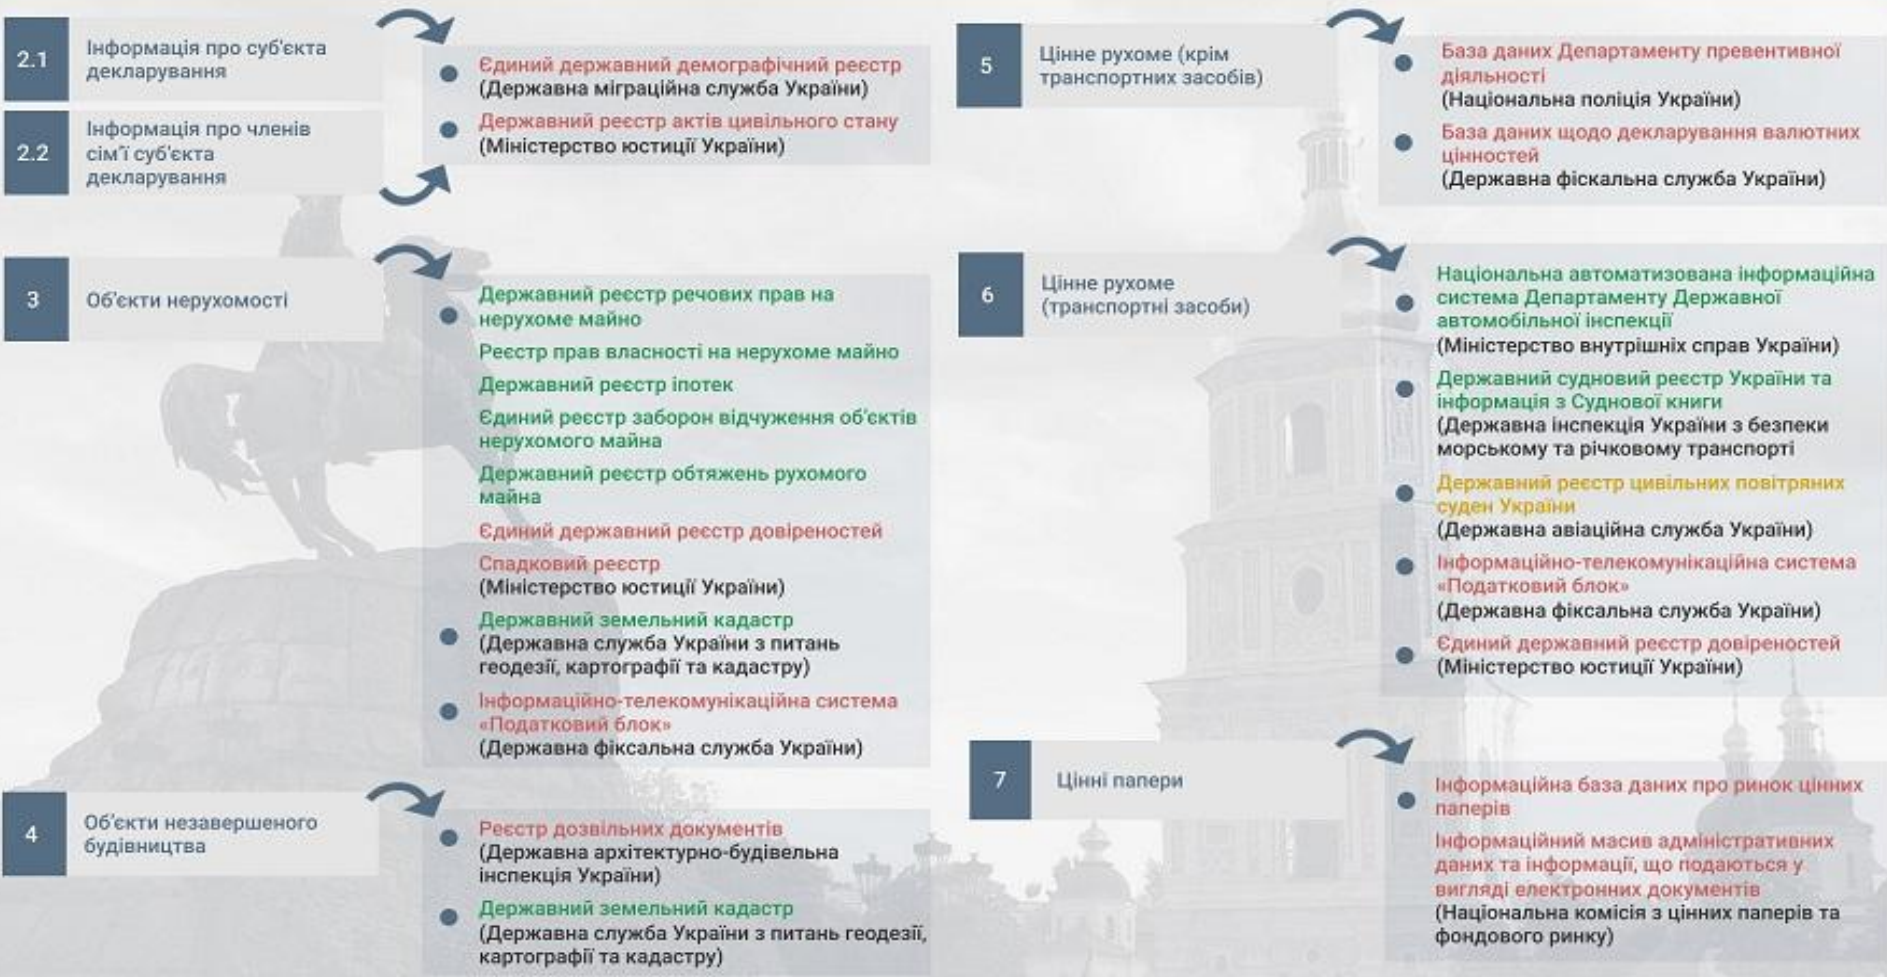 2.1
Інформація про суб'єкта
декларування
2.2
Інформація про членів
сім'ї суб'єкта
декларування
Єдиний державний демографічний реєстр
(Державна міграційна служба України)
Державний реєстр актів цивільного стану
(Міністерство юстиції України)
3
Об'єкти нерухомості
Державний реєстр речових прав на
нерухоме майно
Реєстр прав власності на нерухоме майно
Державний реєстр іпотек
Єдиний реєстр заборон відчуження об'єктів
нерухомого майна
Державний реєстр обтяжень рухомого
майна
Єдиний державний реєстр довіреностей
Спадковий реєстр
(Міністерство юстиції України)
Державний земельний кадастр
(Державна служба України з питань
геодезії, картографії та кадастру)
Інформаційно-телекомунікаційна система
«Податковий блок»
(Державна фіксальна служба України)
4
Об'єкти незавершеного
будівництва
Реєстр дозвільних документів
(Державна архітектурно-будівельна
інспекція України)
Державний земельний кадастр
(Державна служба України з питань геодезії,
картографії та кадастру)
5
Цінне рухоме (крім
транспортних засобів)
База даних Департаменту превентивної
діяльності
(Національна поліція України)
База даних щодо декларування валютних
цінностей
(Державна фіскальна служба України)
6
Цінне рухоме
(транспортні засоби)
Національна автоматизована інформаційна
система Департаменту Державної
автомобільної інспекції
(Міністерство внутрішніх справ України)
Державний судновий реєстр України та
інформація з Суднової книги
(Державна інспекція України з безпеки
морському та річковому транспорті
Державний реєстр цивільних повітряних
суден України
(Державна авіаційна служба України)
Інформаційно-телекомунікаційна система
«Податковий блок»
(Державна фіксальна служба України)
Єдиний державний реєстр довіреностей
(Міністерство юстиції України)
7
Цінні папери
Інформаційна база даних про ринок цінних
паперів
Інформаційний масив адміністративних
даних та інформації, що подаються у
вигляді електронних документів
(Національна комісія з цінних паперів та
фондового ринку)